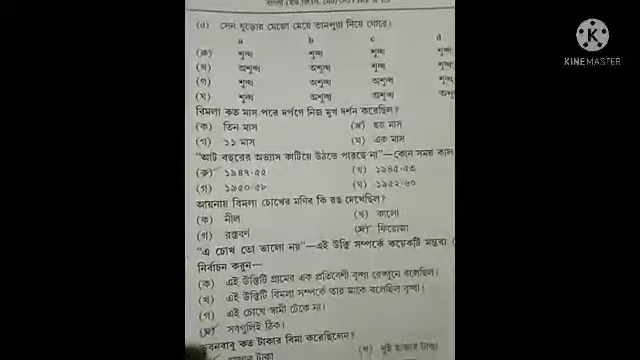 (d) সেন খুড়োর মেতো মেয়ে তানপুরা নিয়ে ঘোরে।
a b c d
(ক) শুদ্ধ শুদ্ধ শুদ্ধ শুদ্ধ
(খ) অশুদ্ধ অশুদ্ধ শুদ্ধ শুদ্ধ
(গ) শুদ্ধ অশুদ্ধ অশুদ্ধ শুদ্ধ
(ঘ) শুদ্ধ অশুদ্ধ অশুদ্ধ
বিমলা কত মাস পরে দর্পণে নিজ মুখ দর্শন করেছিল?
(ক) তিন মাস (খ) ছয় মাস
(গ) ১১ মাস (ঘ) এক মাস
"আট বছরের অভ্যাস কাটিয়ে উঠতে পারছে না"—কোন সময় কাল
(ক) ১৯৪৭-৫৫ (খ) ১৯৪৫-৫৩
(গ) ১৯৫০-৫৮ (ঘ) ১৯৫২-৬০
আয়নায় বিমলা চোখের মণির কি রঙ দেখেছিল?
(ক) নীল (খ) কালো
(গ) রক্তবর্ণ (ঘ) ফিরোজা
"এ চোখ তো ভালো নয়"—এই উক্তি সম্পর্কে কয়েকটি মন্তব্য
নির্বাচন করুন—
(ক) এই উক্তিটি গ্রামের এক প্রতিবেশী বৃদ্ধা রেঙ্গুনে বলেছিল।
(খ) এই উক্তিটি বিমলা সম্পর্কে তার মাকে বলেছিল বৃদ্ধা।
(গ) এই চোখে স্বামী টেকে না।
(ঘ) সবগুলিই ঠিক।
ভুবনবাবু কত টাকার বিমা করেছিলেন?
হাজার টাকা (খ) দুই হাজার টাকা
KINEMASTER